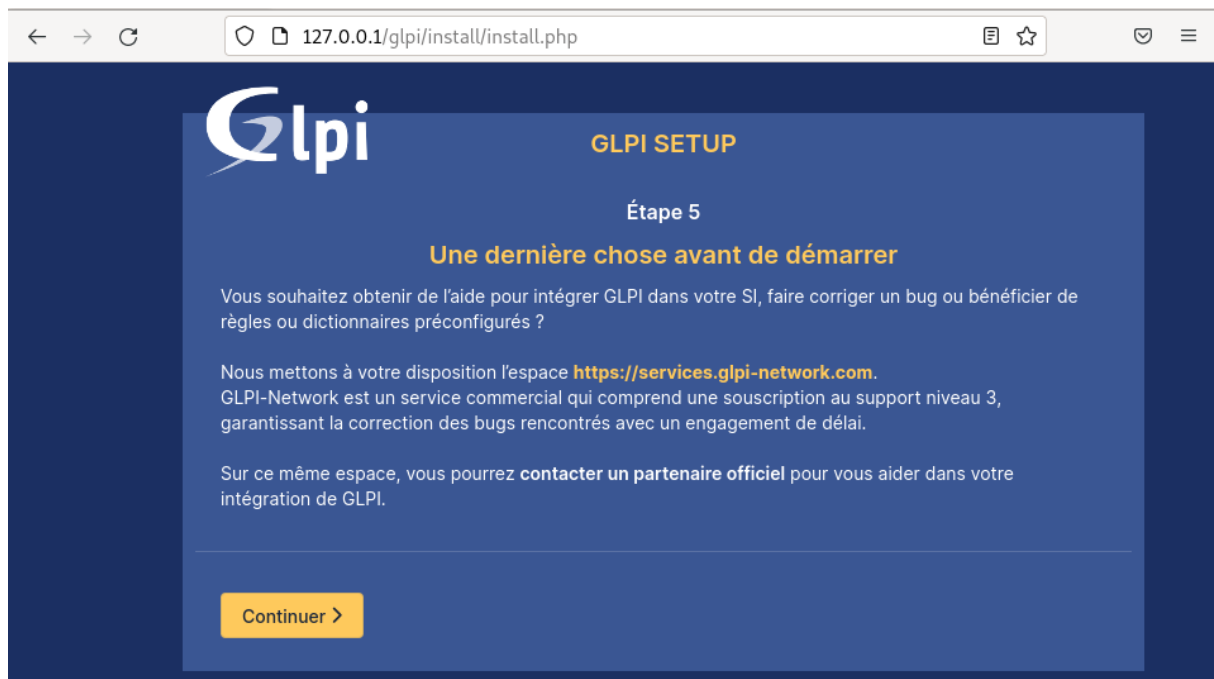 127.0.0.1/glpi/install/install.php
Glpi
GLPI SETUP
Étape 5
Une dernière chose avant de démarrer
Vous souhaitez obtenir de l’aide pour intégrer GLPI dans votre SI, faire corriger un bug ou bénéficier de
règles ou dictionnaires préconfigurés ?
Nous mettons à votre disposition l’espace https://services.glpi-network.com.
GLPI-Network est un service commercial qui comprend une souscription au support niveau 3,
garantissant la correction des bugs rencontrés avec un engagement de délai.
Sur ce même espace, vous pourrez contacter un partenaire officiel pour vous aider dans votre
intégration de GLPI.
Continuer